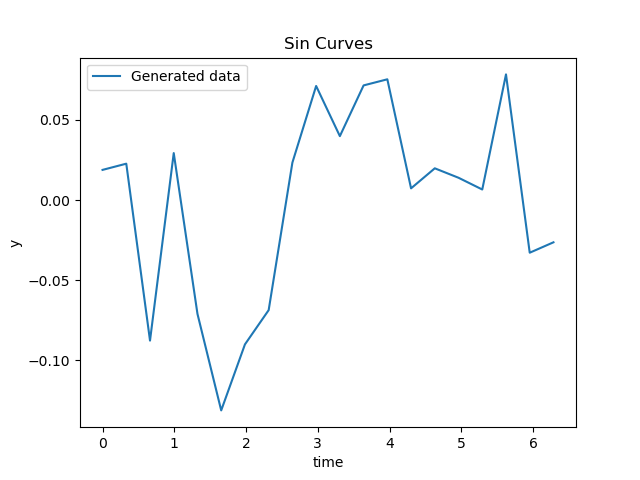 Sin Curves
Generated data
0.05
0.00
−0.05
−0.10
y
0 1 2 3 4 5 6
time